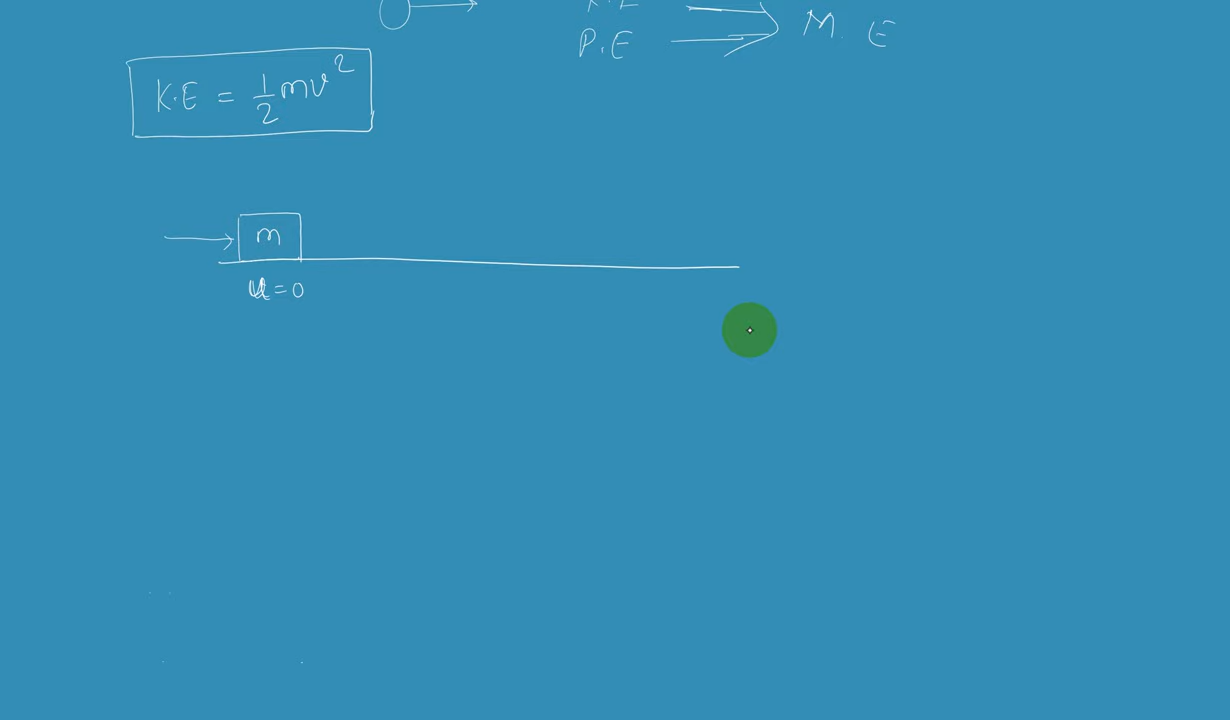 P.E M.E
K.E = 1/2 mv²
m
u = 0